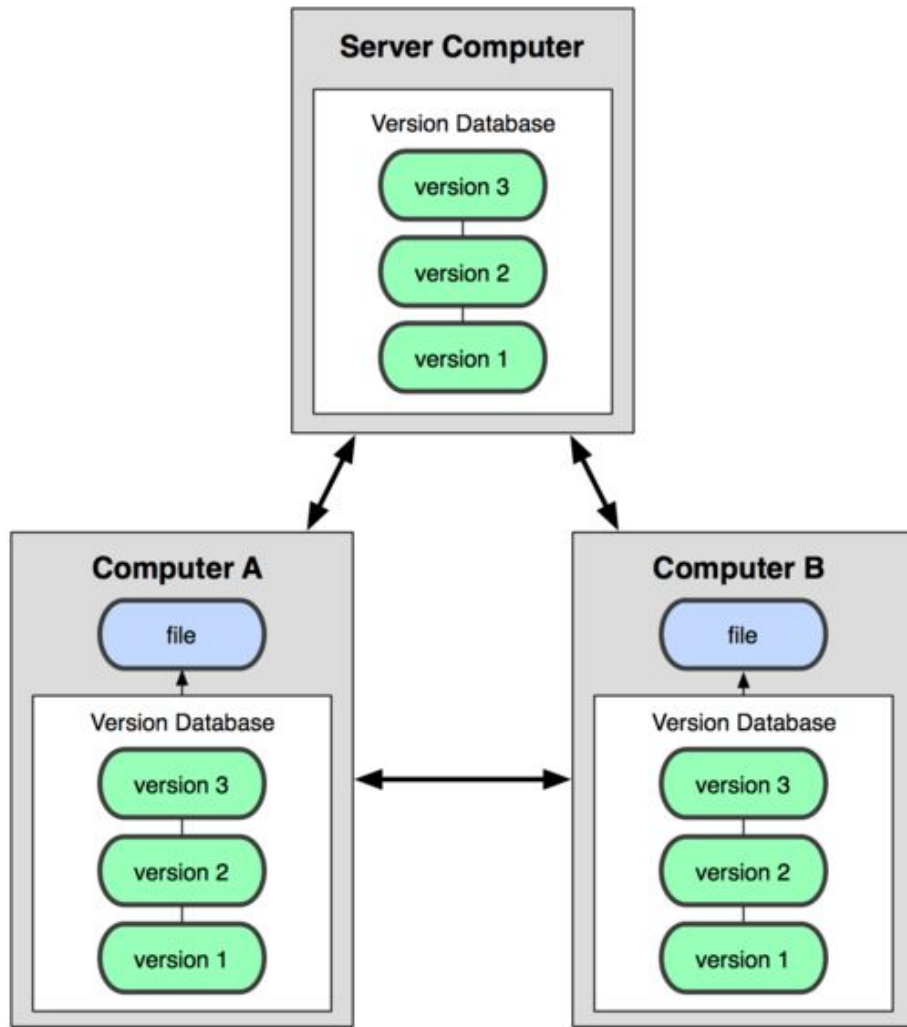 Server Computer
Version Database
version 3
version 2
version 1
Computer A
file
Version Database
version 3
version 2
version 1
Computer B
file
Version Database
version 3
version 2
version 1